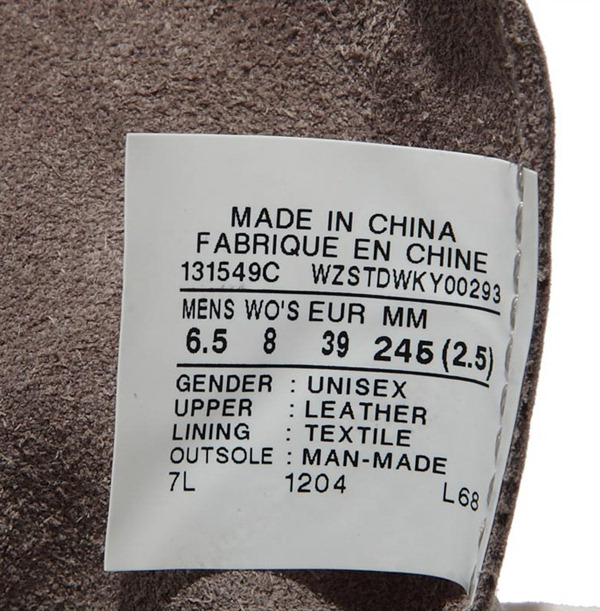 MADE IN CHINA
FABRIQUE EN CHINE
131549C WZSTDWKY00293
MENS WO'S EUR MM
6.5 8 39 245 (2.5)
GENDER : UNISEX
UPPER : LEATHER
LINING : TEXTILE
OUTSOLE : MAN-MADE
7L 1204 L68